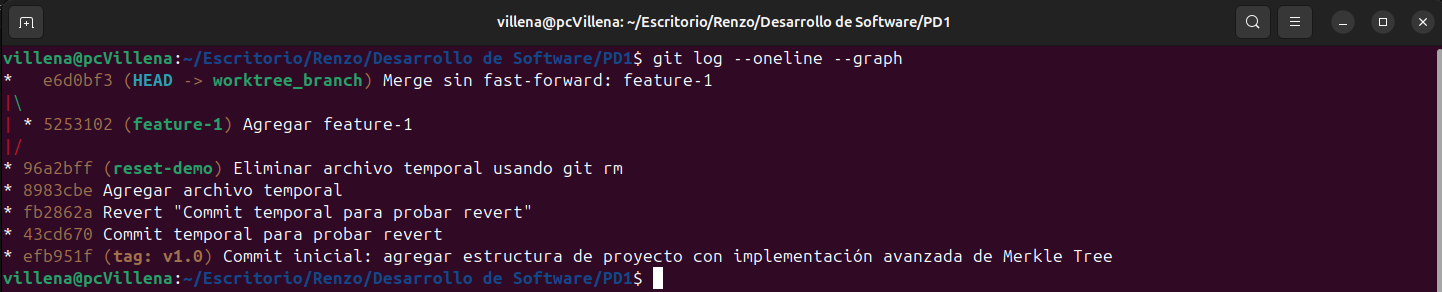 villena@pcVillena: ~/Escritorio/Renzo/Desarrollo de Software/PD1
villena@pcVillena:~/Escritorio/Renzo/Desarrollo de Software/PD1$ git log --oneline --graph
*   e6d0bf3 (HEAD -> worktree_branch) Merge sin fast-forward: feature-1
|\
| * 5253102 (feature-1) Agregar feature-1
|/
* 96a2bff (reset-demo) Eliminar archivo temporal usando git rm
* 8983cbe Agregar archivo temporal
* fb2862a Revert "Commit temporal para probar revert"
* 43cd670 Commit temporal para probar revert
* efb951f (tag: v1.0) Commit inicial: agregar estructura de proyecto con implementación avanzada de Merkle Tree
villena@pcVillena:~/Escritorio/Renzo/Desarrollo de Software/PD1$